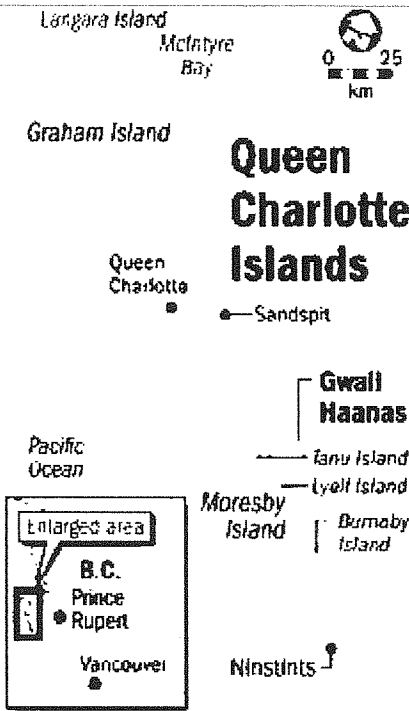 Langara Island
McIntyre
Bay
0 25
km
Graham Island
Queen
Charlotte
Islands
Queen
Charlotte
Sandspit
Gwaii
Haanas
Pacific
Ocean
Tanu Island
Lyell Island
Moresby
Island
Burnaby
Island
Enlarged area
B.C.
Prince
Rupert
Vancouver
Ninstints